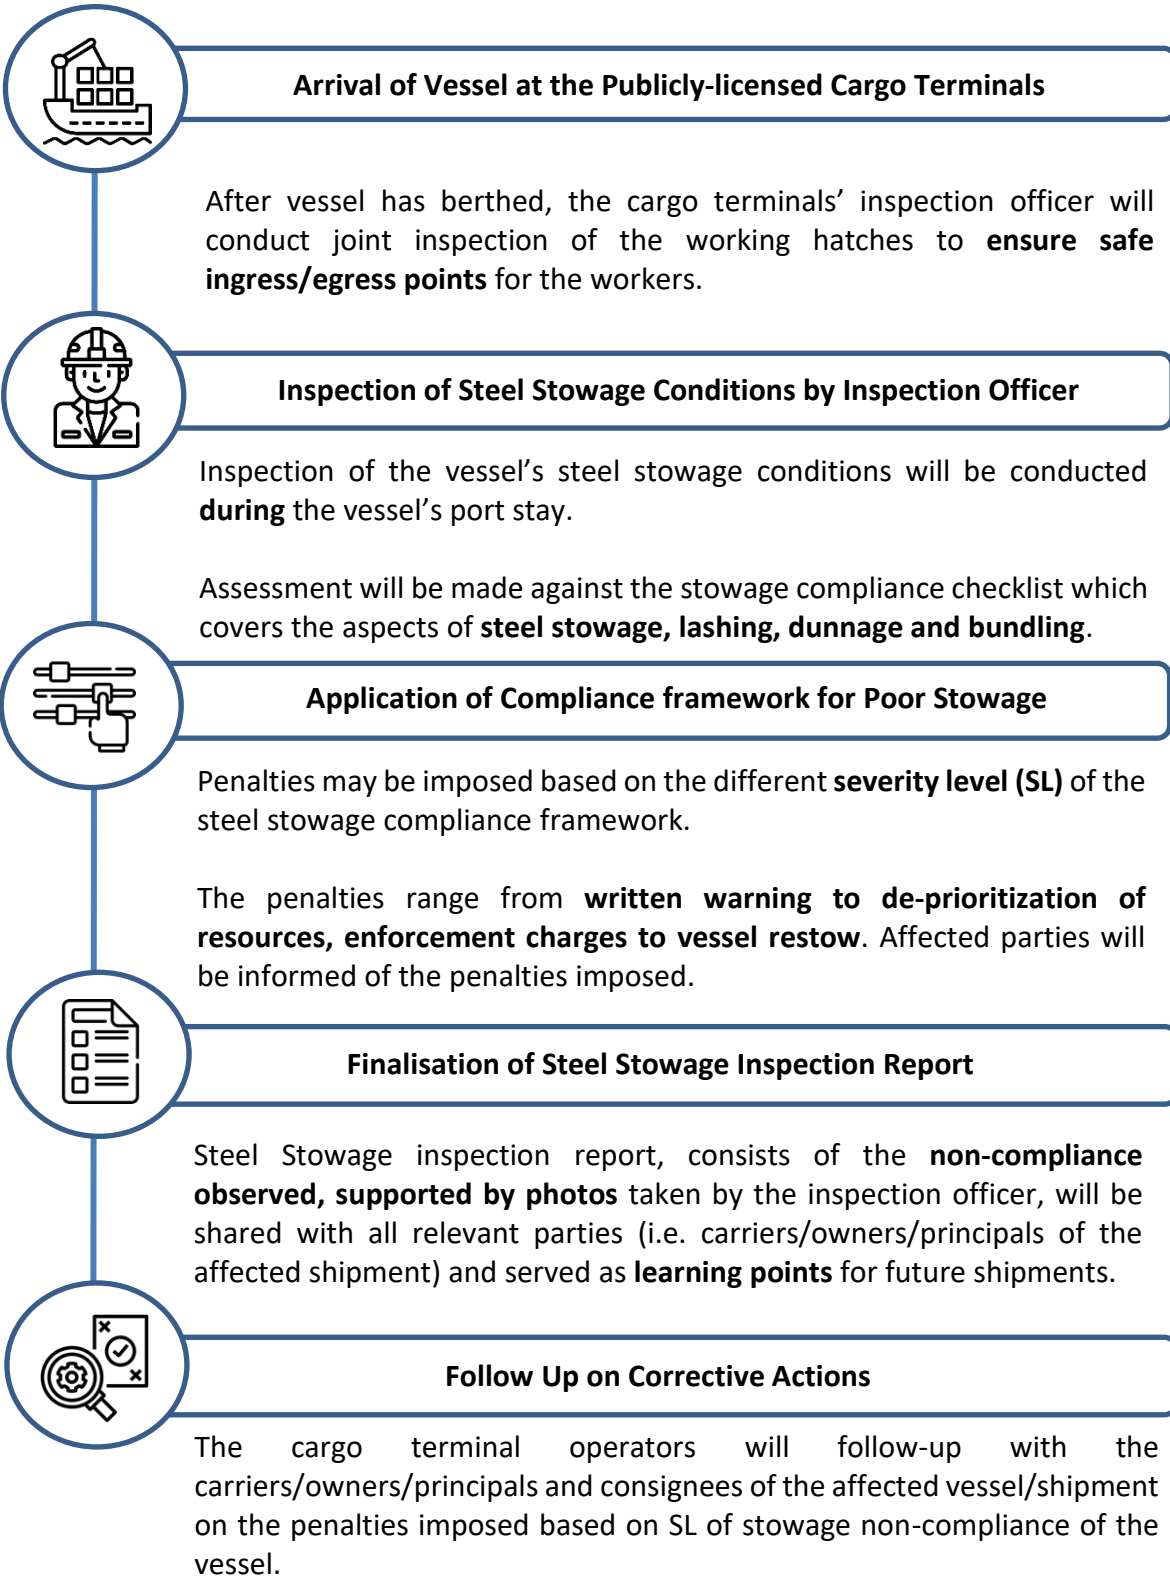 Arrival of Vessel at the Publicly-licensed Cargo Terminals
After vessel has berthed, the cargo terminals’ inspection officer will
conduct joint inspection of the working hatches to ensure safe
ingress/egress points for the workers.
Inspection of Steel Stowage Conditions by Inspection Officer
Inspection of the vessel’s steel stowage conditions will be conducted
during the vessel’s port stay.
Assessment will be made against the stowage compliance checklist which
covers the aspects of steel stowage, lashing, dunnage and bundling.
Application of Compliance framework for Poor Stowage
Penalties may be imposed based on the different severity level (SL) of the
steel stowage compliance framework.
The penalties range from written warning to de-prioritization of
resources, enforcement charges to vessel restow. Affected parties will
be informed of the penalties imposed.
Finalisation of Steel Stowage Inspection Report
Steel Stowage inspection report, consists of the non-compliance
observed, supported by photos taken by the inspection officer, will be
shared with all relevant parties (i.e. carriers/owners/principals of the
affected shipment) and served as learning points for future shipments.
Follow Up on Corrective Actions
The cargo terminal operators will follow-up with the
carriers/owners/principals and consignees of the affected vessel/shipment
on the penalties imposed based on SL of stowage non-compliance of the
vessel.